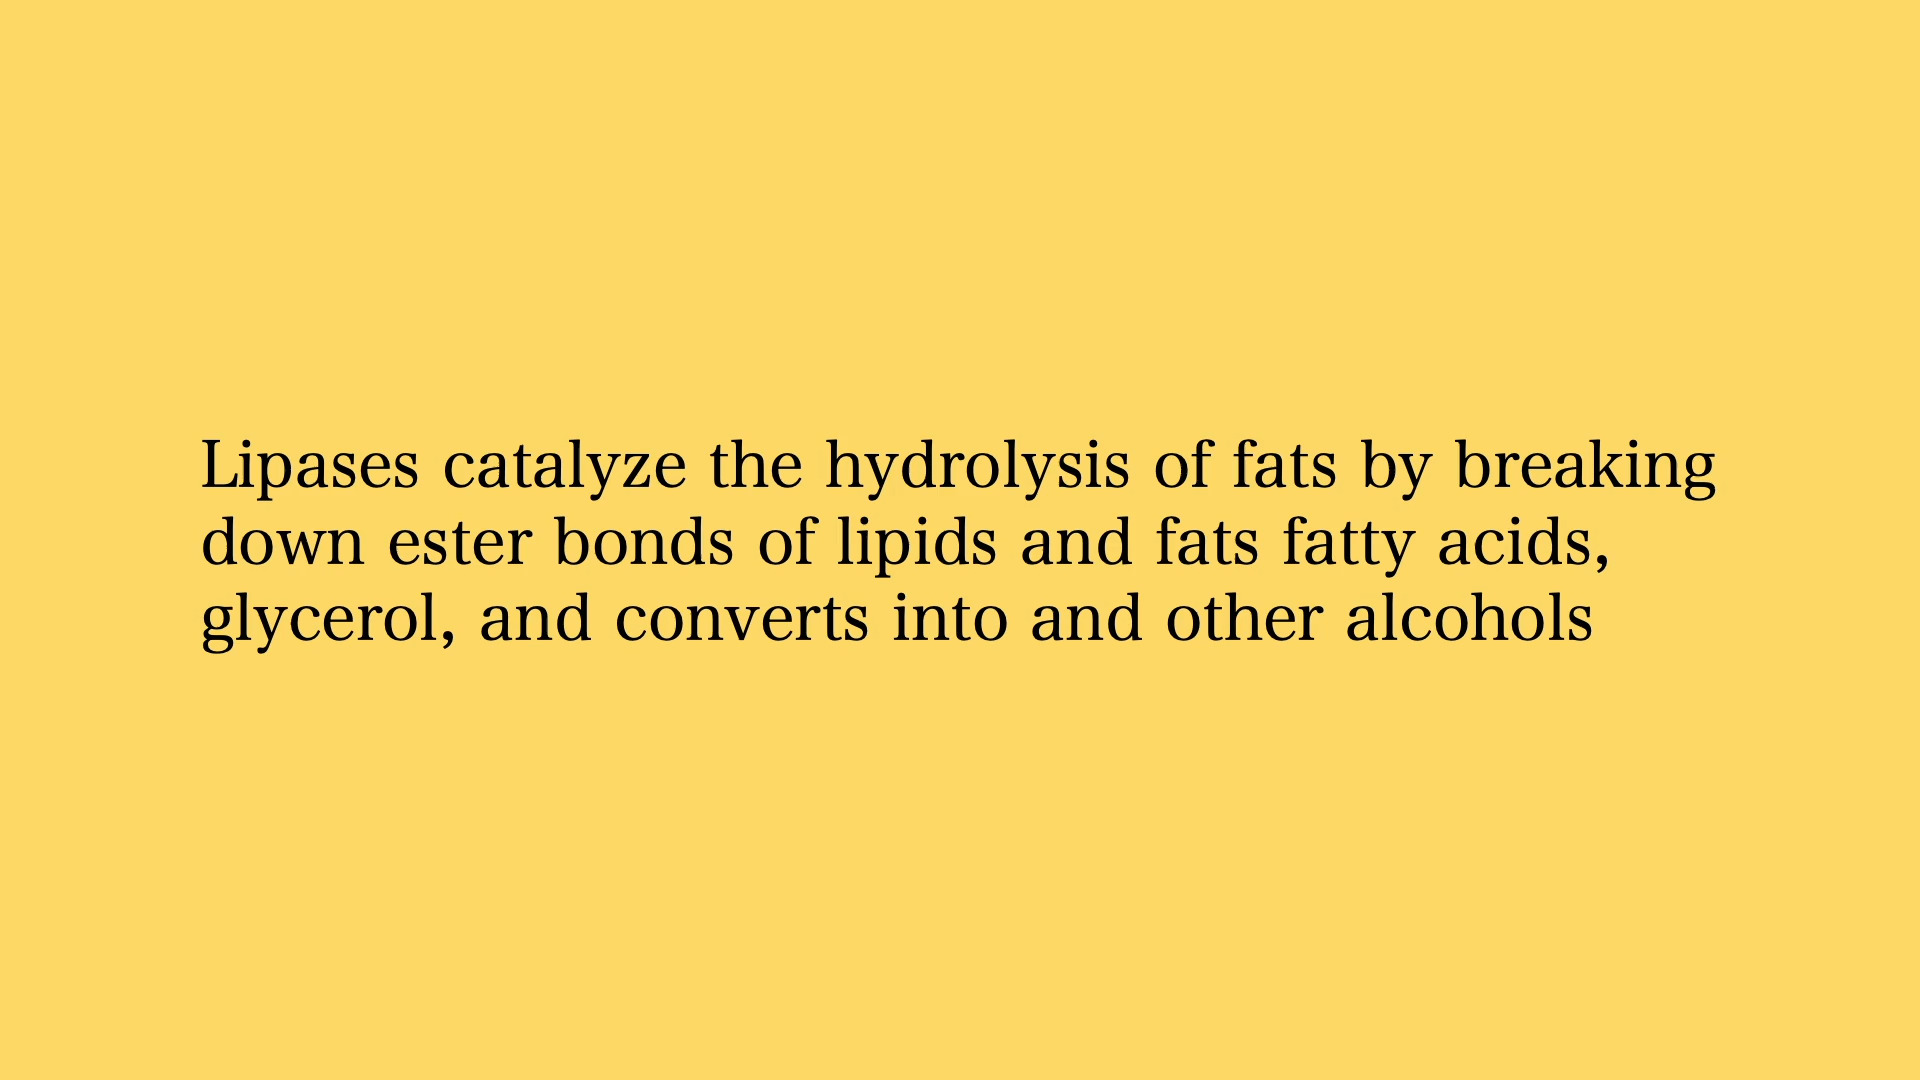 Lipases catalyze the hydrolysis of fats by breaking
down ester bonds of lipids and fats fatty acids,
glycerol, and converts into and other alcohols